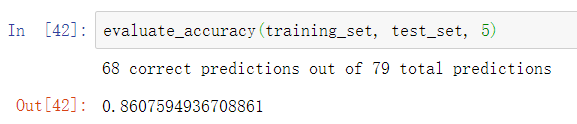 In [42]: evaluate_accuracy(training_set, test_set, 5)
68 correct predictions out of 79 total predictions
Out[42]: 0.8607594936708861